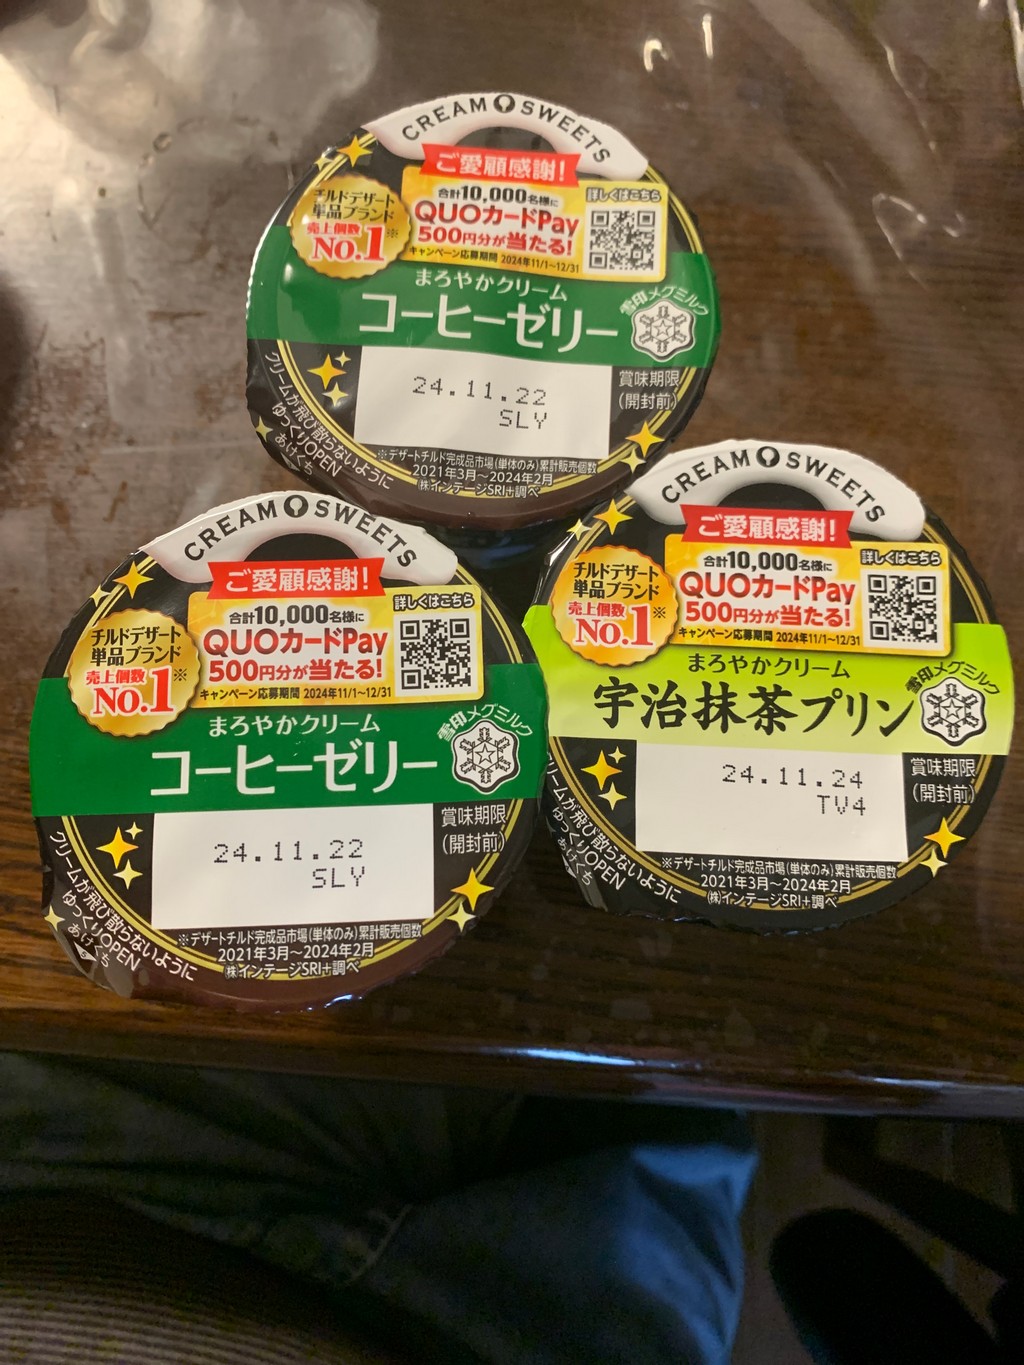 CREAM SWEETS
ご愛顧感謝!
チルドデザート
単品ブランド
売上個数
No.1※
合計10,000名様に
QUOカードPay
500円分が当たる!
キャンペーン応募期間 2024年11/1~12/31
詳しくはこちら
まろやかクリーム
コーヒーゼリー
雪印メグミルク
24.11.22
SLY
賞味期限
(開封前)
クリームが飛び散らないように
ゆっくりOPEN
あけくち
※デザートチルド完成品市場(単体のみ)累計販売個数
2021年3月~2024年2月
(株)インテージSRI+調べ
CREAM SWEETS
ご愛顧感謝!
チルドデザート
単品ブランド
売上個数
No.1※
合計10,000名様に
QUOカードPay
500円分が当たる!
キャンペーン応募期間 2024年11/1~12/31
詳しくはこちら
まろやかクリーム
コーヒーゼリー
雪印メグミルク
24.11.22
SLY
賞味期限
(開封前)
クリームが飛び散らないように
ゆっくりOPEN
あけくち
※デザートチルド完成品市場(単体のみ)累計販売個数
2021年3月~2024年2月
(株)インテージSRI+調べ
CREAM SWEETS
ご愛顧感謝!
チルドデザート
単品ブランド
売上個数
No.1※
合計10,000名様に
QUOカードPay
500円分が当たる!
キャンペーン応募期間 2024年11/1~12/31
詳しくはこちら
まろやかクリーム
宇治抹茶プリン
雪印メグミルク
24.11.24
TV4
賞味期限
(開封前)
クリームが飛び散らないように
ゆっくりOPEN
あけくち
※デザートチルド完成品市場(単体のみ)累計販売個数
2021年3月~2024年2月
(株)インテージSRI+調べ